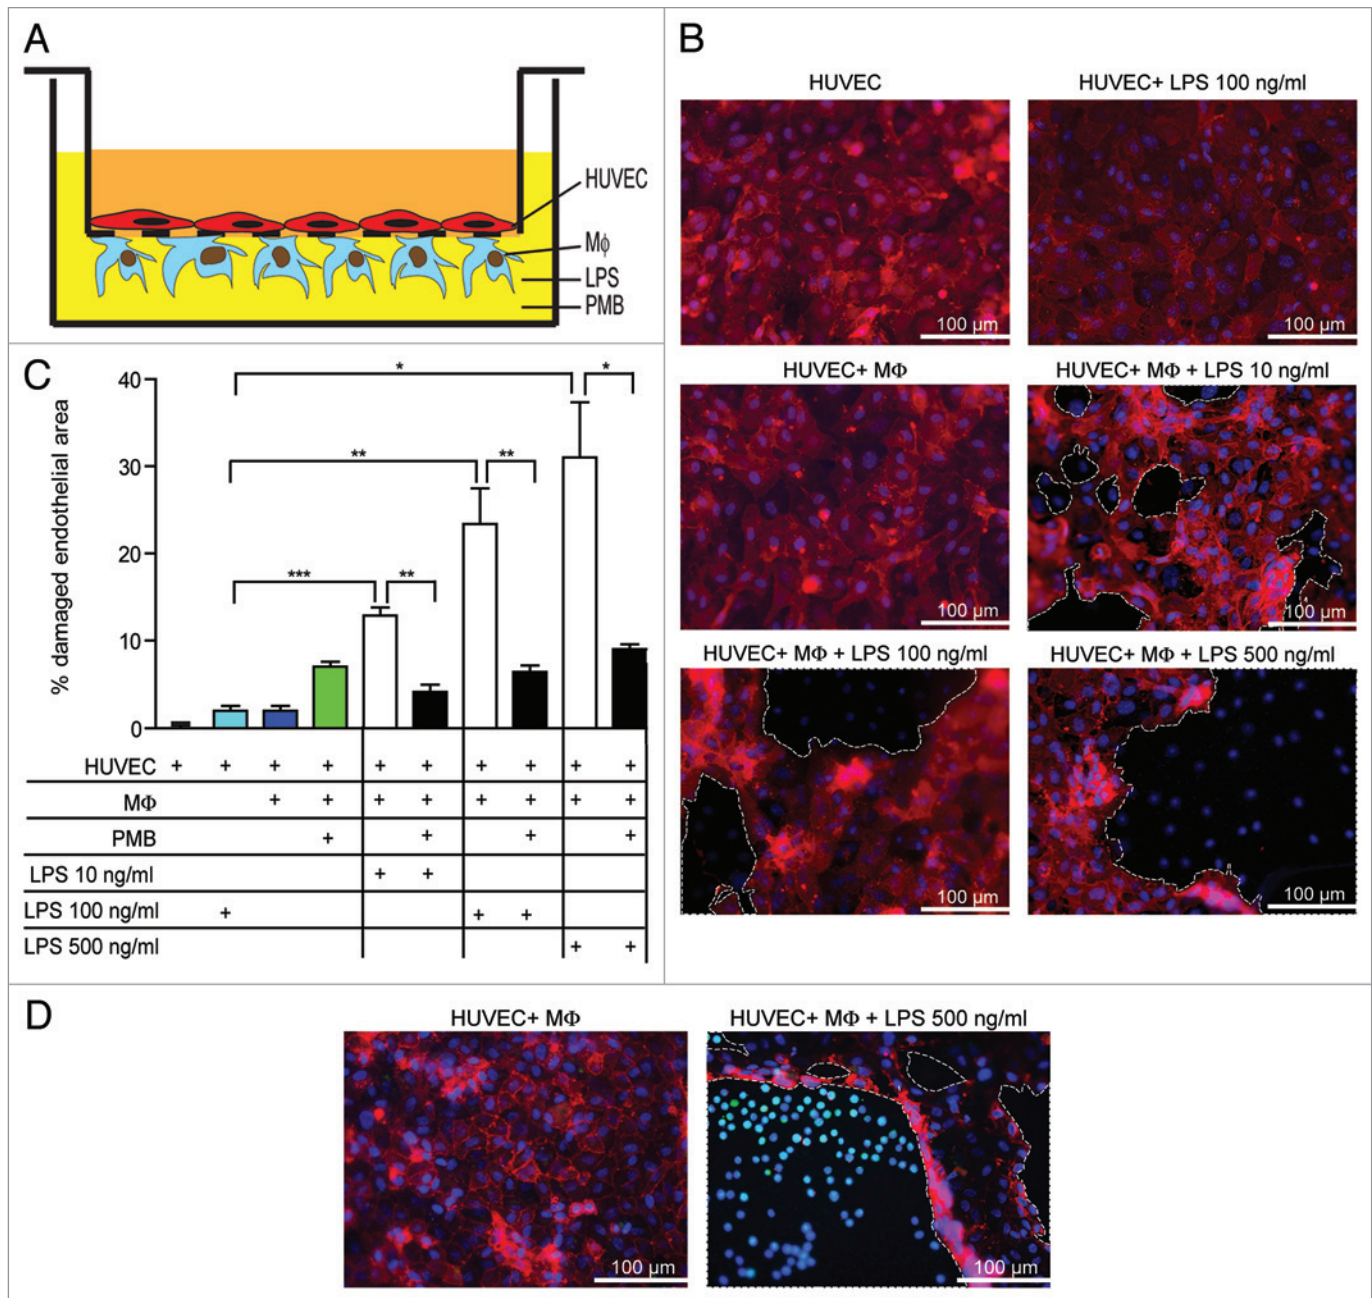 A
HUVEC
Mϕ
LPS
PMB
B
HUVEC
HUVEC+ LPS 100 ng/ml
100 µm
100 µm
HUVEC+ MΦ
HUVEC+ MΦ + LPS 10 ng/ml
100 µm
100 µm
HUVEC+ MΦ + LPS 100 ng/ml
HUVEC+ MΦ + LPS 500 ng/ml
100 µm
100 µm
C
% damaged endothelial area
40
30
20
10
0
* *
** **
*** **
HUVEC + + + + + + + + + +
MΦ + + + + + + + +
PMB + + + +
LPS 10 ng/ml + +
LPS 100 ng/ml + + +
LPS 500 ng/ml + +
D
HUVEC+ MΦ
HUVEC+ MΦ + LPS 500 ng/ml
100 µm
100 µm